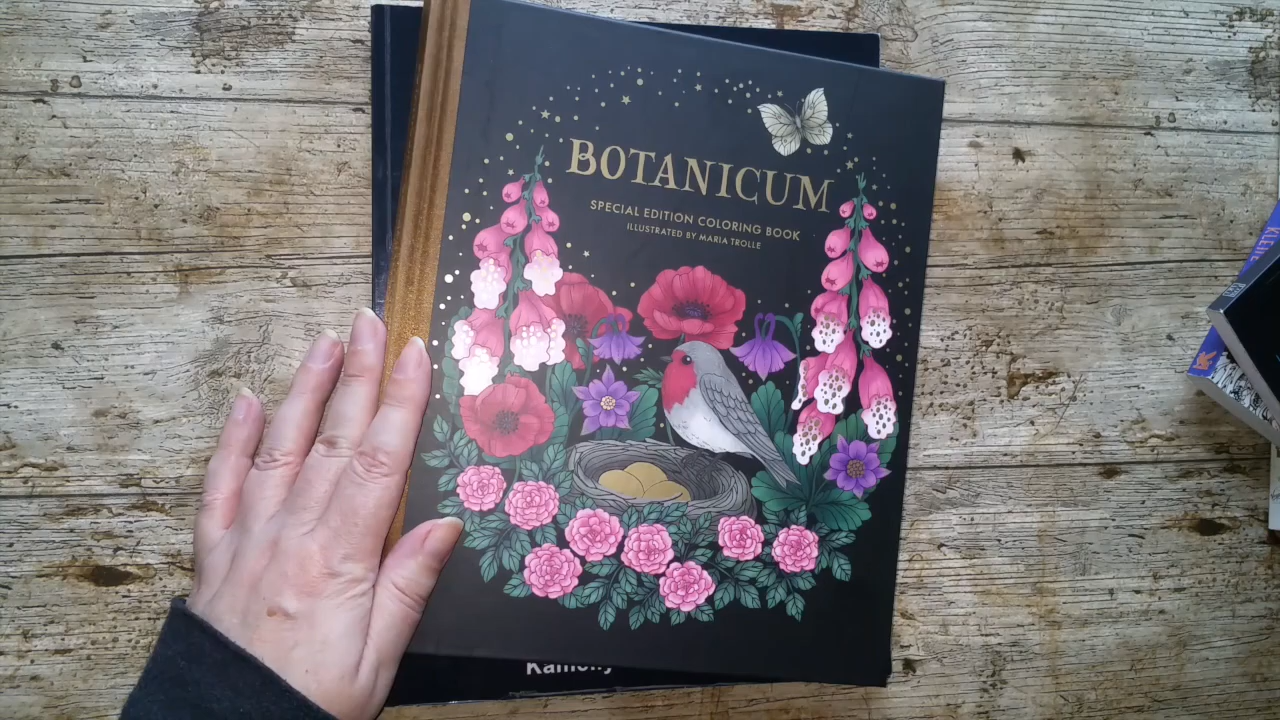 BOTANICUM
SPECIAL EDITION COLORING BOOK
ILLUSTRATED BY MARIA TROLLE